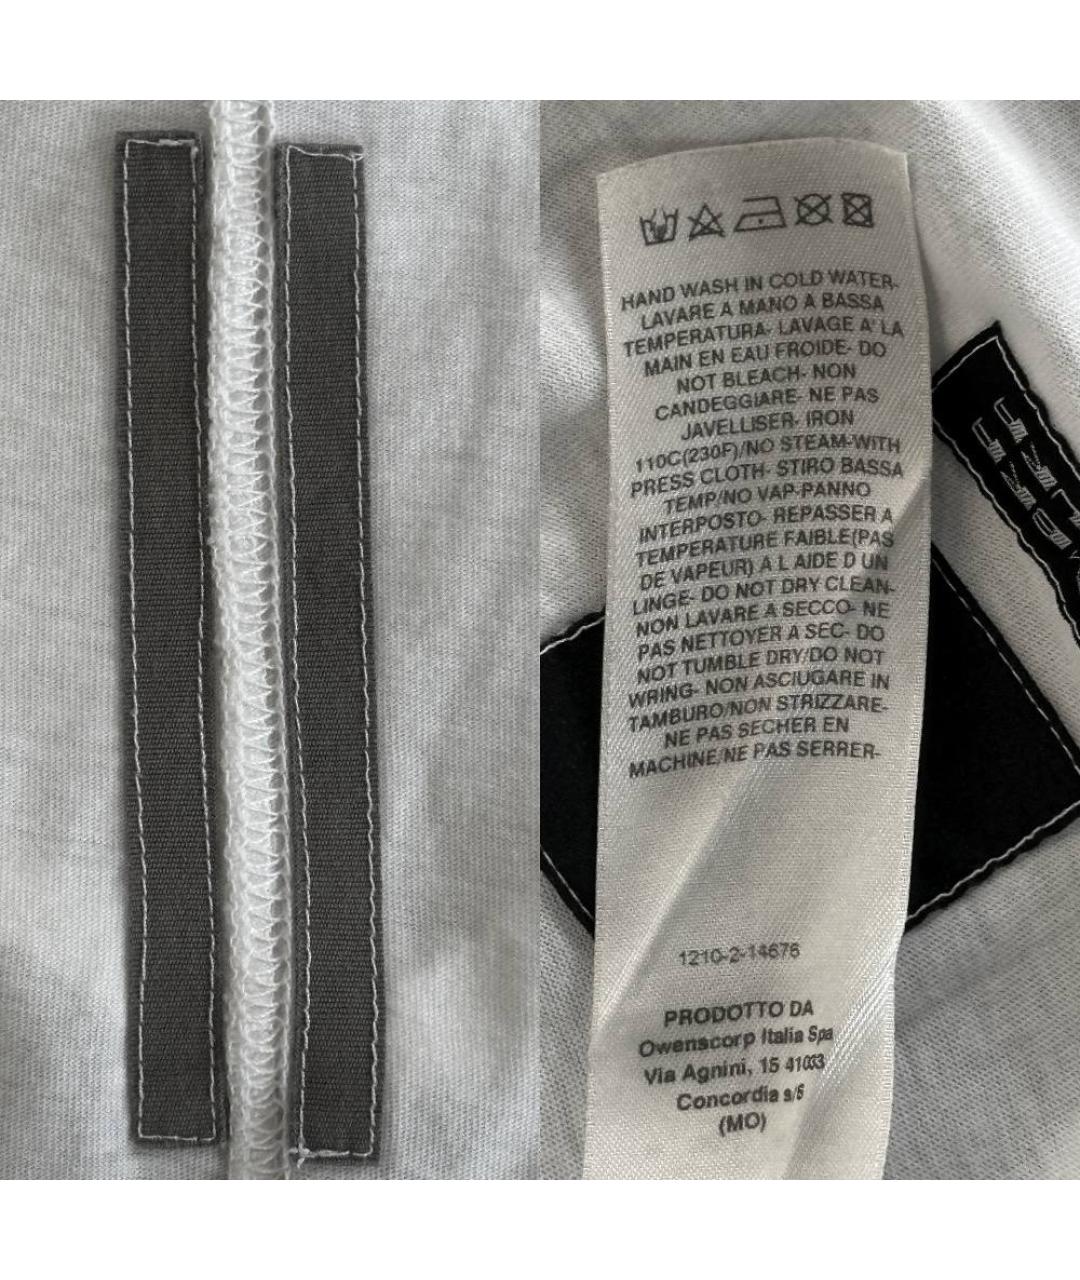 HAND WASH IN COLD WATER-
LAVARE A MANO A BASSA
TEMPERATURA- LAVAGE A' LA
MAIN EN EAU FROIDE- DO
NOT BLEACH- NON
CANDEGGIARE- NE PAS
JAVELLISER- IRON
110C(230F)/NO STEAM-WITH
PRESS CLOTH- STIRO BASSA
TEMP/NO VAP-PANNO
INTERPOSTO- REPASSER A
TEMPERATURE FAIBLE(PAS
DE VAPEUR) A L AIDE D UN
LINGE- DO NOT DRY CLEAN-
NON LAVARE A SECCO- NE
PAS NETTOYER A SEC- DO
NOT TUMBLE DRY/DO NOT
WRING- NON ASCIUGARE IN
TAMBURO/NON STRIZZARE-
NE PAS SECHER EN
MACHINE/NE PAS SERRER-
1210-2-14676
PRODOTTO DA
Owenscorp Italia Spa
Via Agnini, 15 41033
Concordia s/S
(MO)